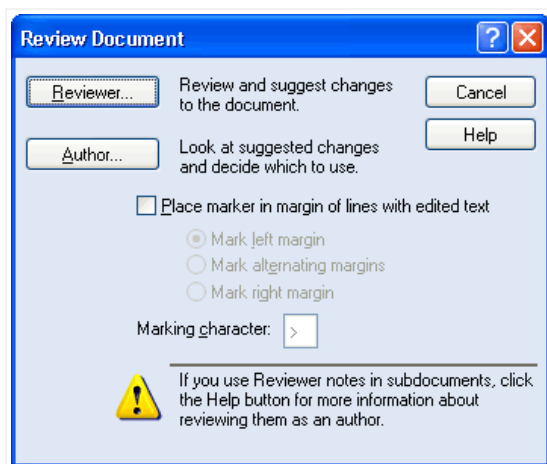 Review Document
?
Reviewer...
Review and suggest changes
to the document.
Cancel
Author...
Look at suggested changes
and decide which to use.
Help
Place marker in margin of lines with edited text
Mark left margin
Mark alternating margins
Mark right margin
Marking character: >
If you use Reviewer notes in subdocuments, click
the Help button for more information about
reviewing them as an author.